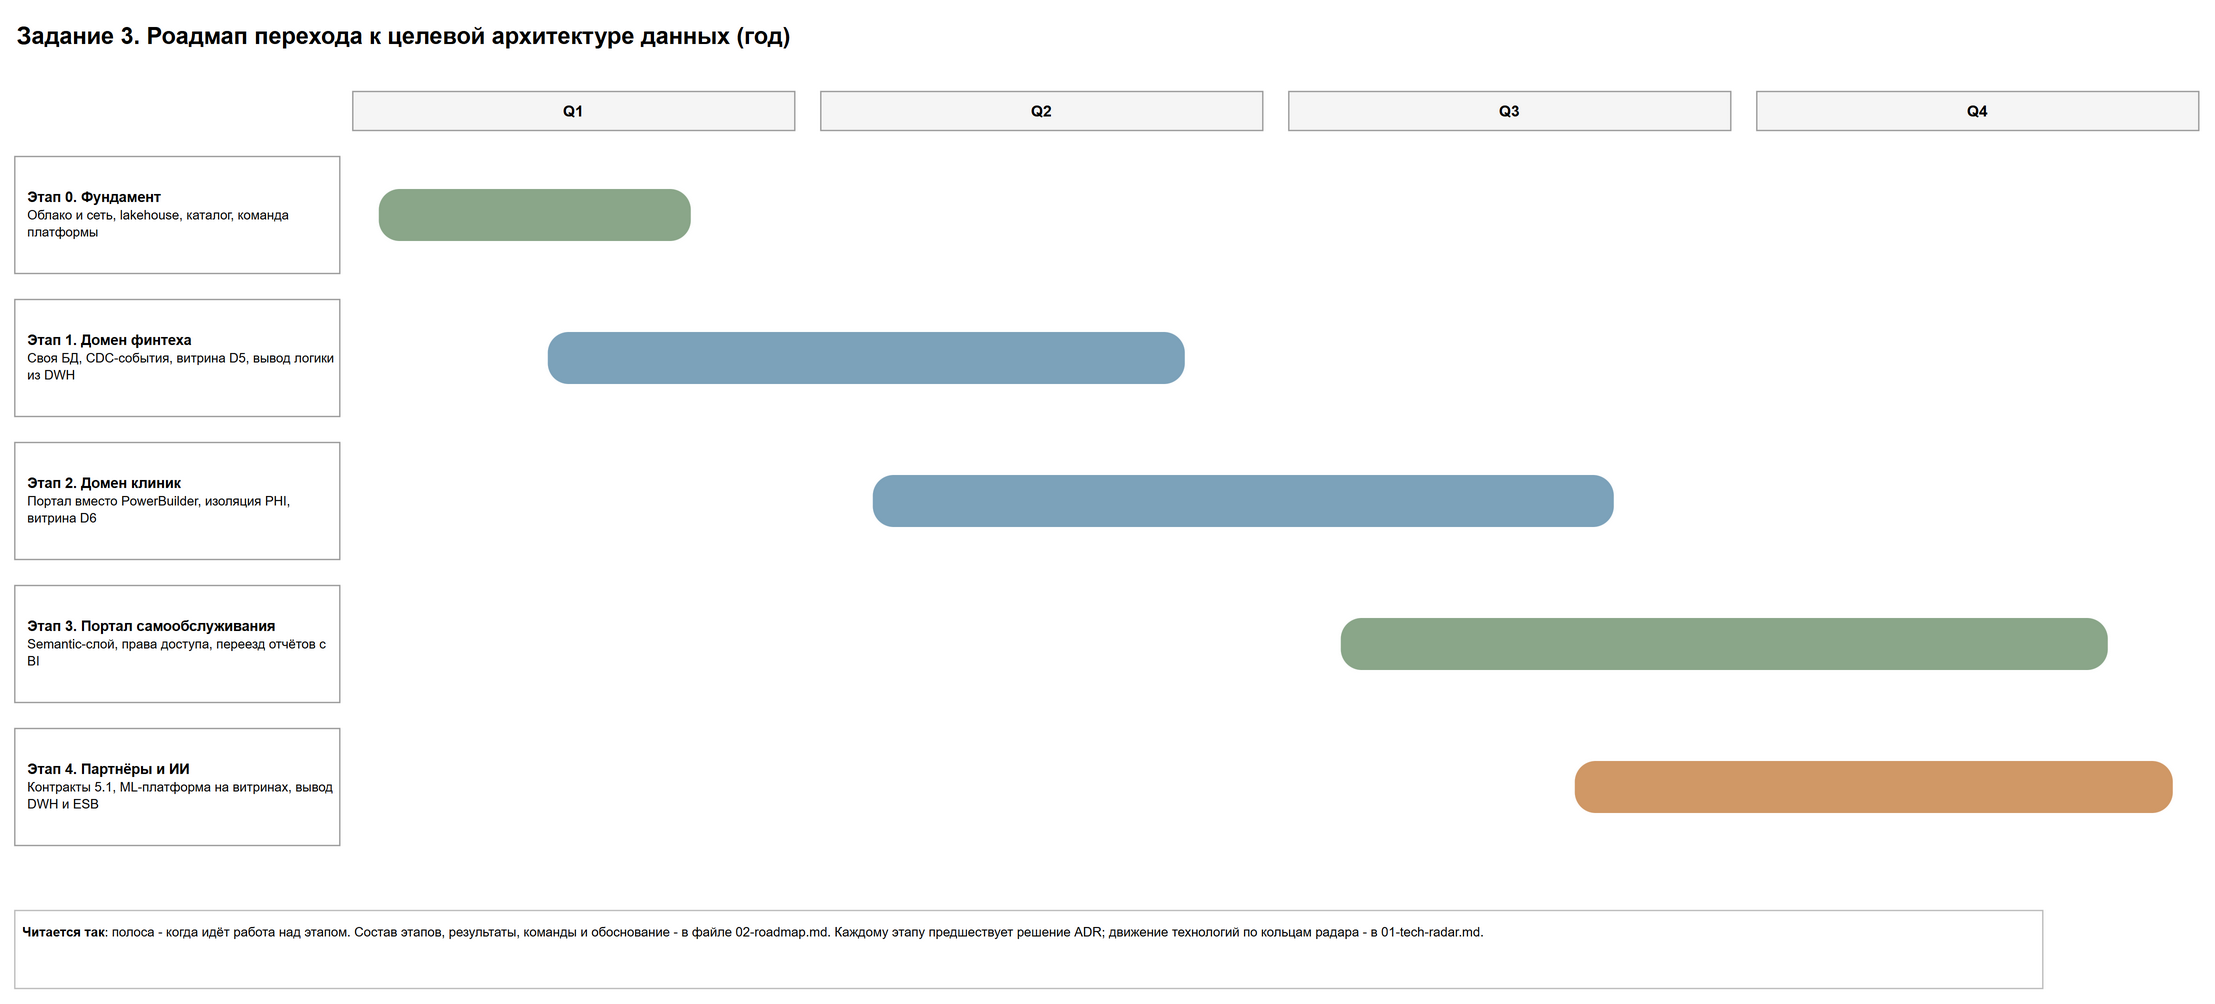 Задание 3. Роадмап перехода к целевой архитектуре данных (год)
Q1
Q2
Q3
Q4
Этап 0. Фундамент
Облако и сеть, lakehouse, каталог, команда
платформы
Этап 1. Домен финтеха
Своя БД, CDC-события, витрина D5, вывод логики
из DWH
Этап 2. Домен клиник
Портал вместо PowerBuilder, изоляция PHI,
витрина D6
Этап 3. Портал самообслуживания
Semantic-слой, права доступа, переезд отчётов с
BI
Этап 4. Партнёры и ИИ
Контракты 5.1, ML-платформа на витринах, вывод
DWH и ESB
Читается так: полоса - когда идёт работа над этапом. Состав этапов, результаты, команды и обоснование - в файле 02-roadmap.md. Каждому этапу предшествует решение ADR; движение технологий по кольцам радара - в 01-tech-radar.md.